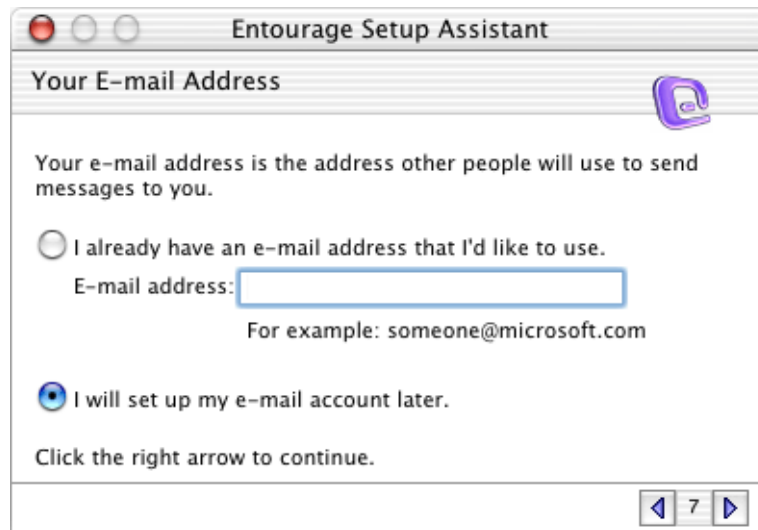 Entourage Setup Assistant
Your E-mail Address
Your e-mail address is the address other people will use to send
messages to you.
I already have an e-mail address that I'd like to use.
E-mail address:
For example: someone@microsoft.com
I will set up my e-mail account later.
Click the right arrow to continue.
7